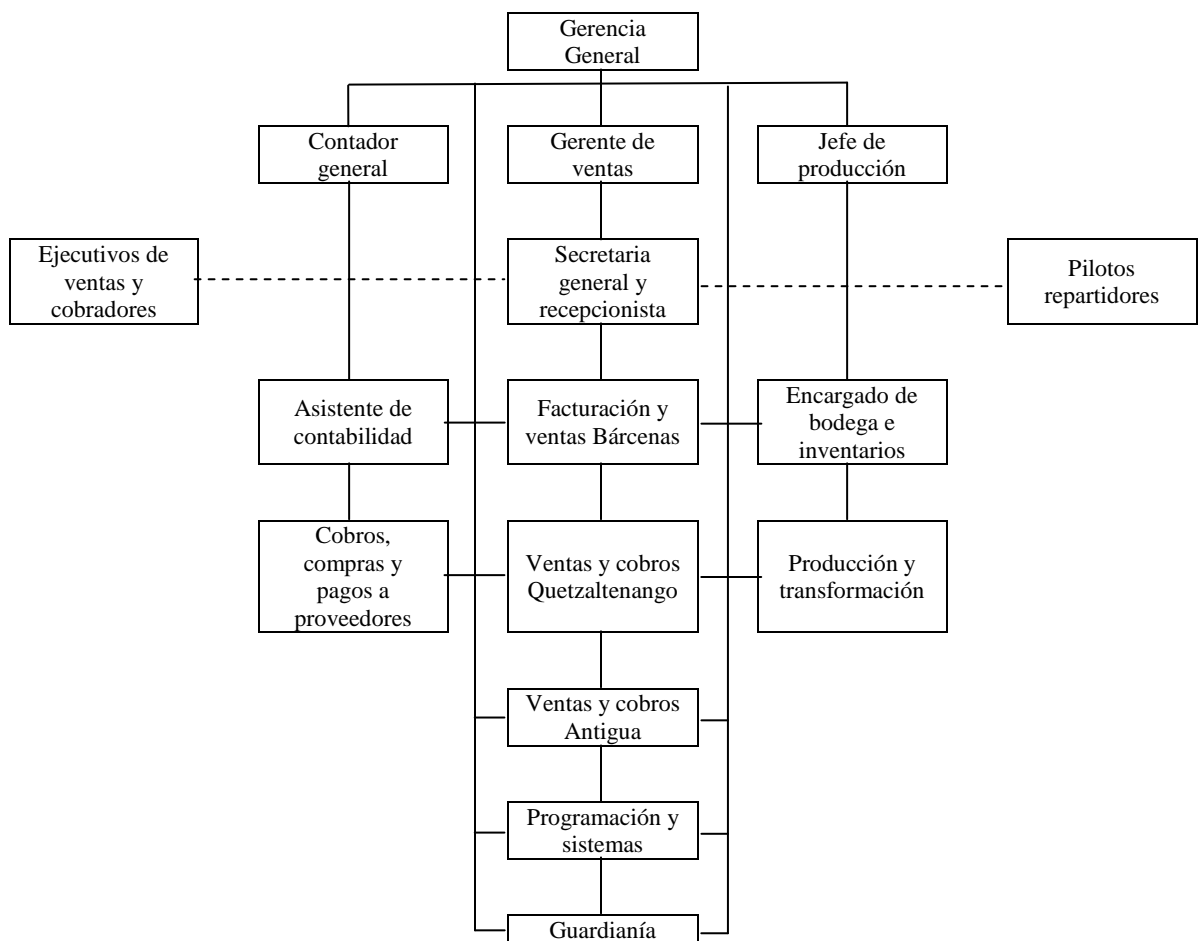 Gerencia
General
Contador
general
Gerente de
ventas
Jefe de
producción
Ejecutivos de
ventas y
cobradores
Secretaria
general y
recepcionista
Pilotos
repartidores
Asistente de
contabilidad
Facturación y
ventas Bárcenas
Encargado de
bodega e
inventarios
Cobros,
compras y
pagos a
proveedores
Ventas y cobros
Quetzaltenango
Producción y
transformación
Ventas y cobros
Antigua
Programación y
sistemas
Guardianía